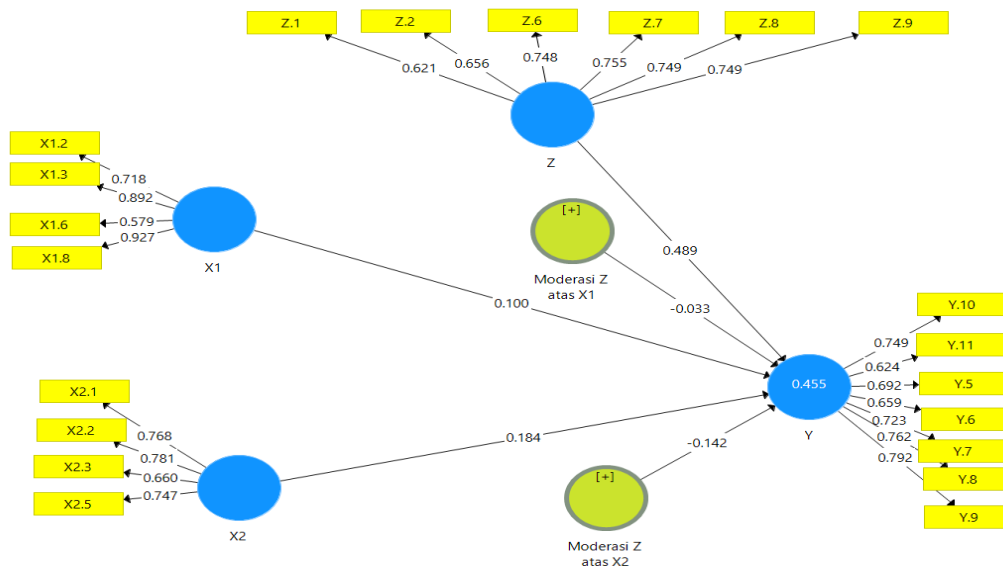 Z.1
Z.2
Z.6
Z.7
Z.8
Z.9
0.621
0.656
0.748
0.755
0.749
0.749
Z
X1.2
X1.3
X1.6
X1.8
0.718
0.892
0.579
0.927
X1
[+]
Moderasi Z
atas X1
0.489
-0.033
0.100
Y.10
Y.11
Y.5
Y.6
Y.7
Y.8
Y.9
0.749
0.624
0.692
0.659
0.723
0.762
0.792
0.455
Y
X2.1
X2.2
X2.3
X2.5
0.768
0.781
0.660
0.747
X2
0.184
-0.142
[+]
Moderasi Z
atas X2